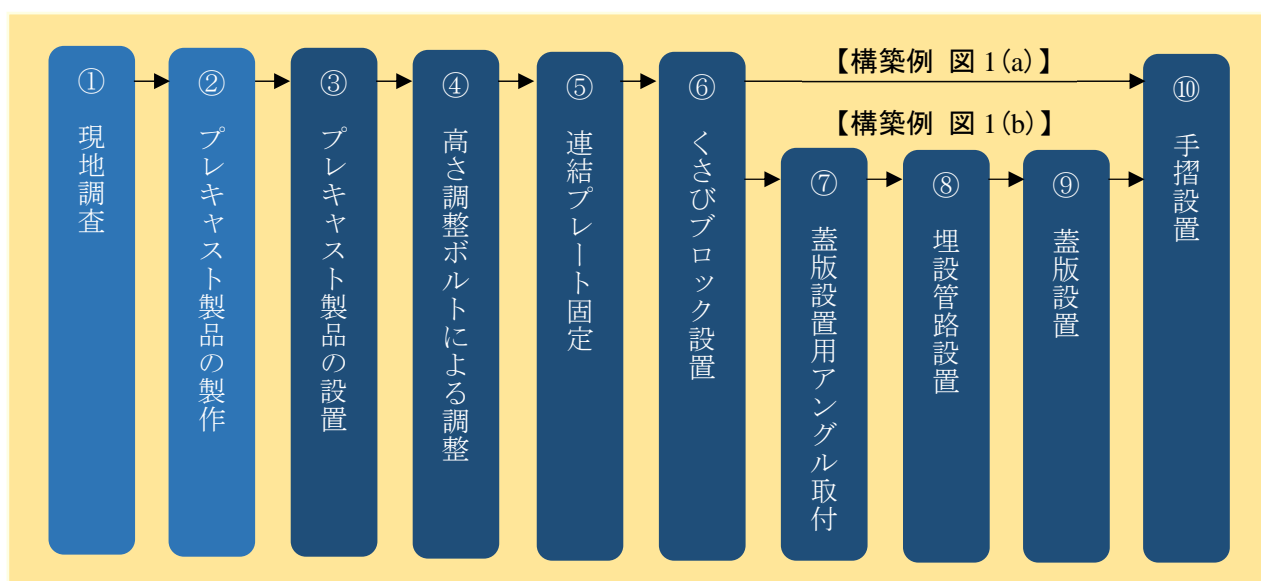 ① 現地調査
② プレキャスト製品の製作
③ プレキャスト製品の設置
④ 高さ調整ボルトによる調整
⑤ 連結プレート固定
⑥ くさびブロック設置
【構築例 図 1(a)】
【構築例 図 1(b)】
⑦ 蓋版設置用アングル取付
⑧ 埋設管路設置
⑨ 蓋版設置
⑩ 手摺設置